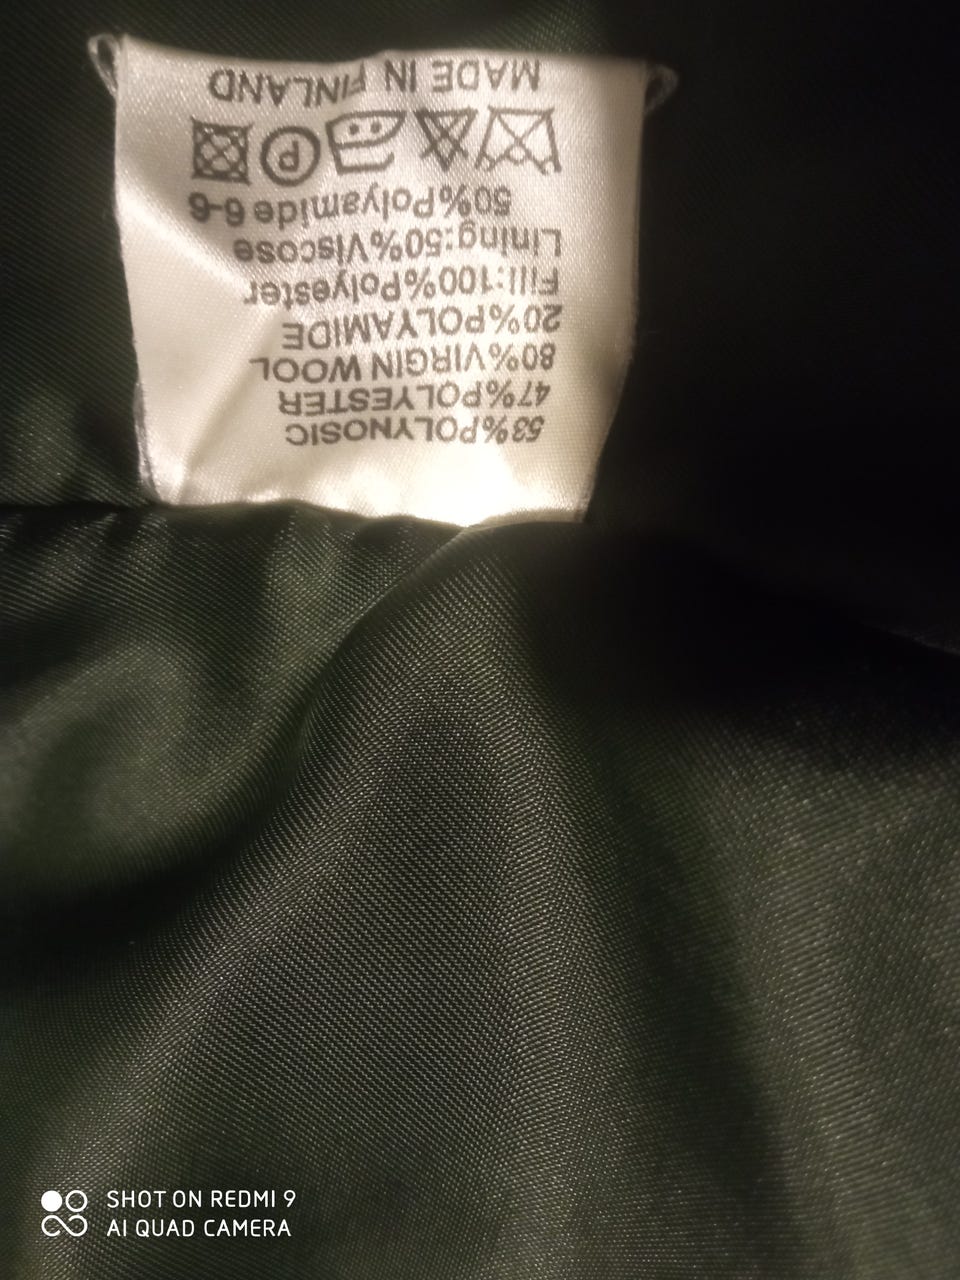 53%POLYNOSIC
47%POLYESTER
80%VIRGIN WOOL
20%POLYAMIDE
Fill:100%Polyester
Lining:50%Viscose
50%Polyamide 6-6
P
MADE IN FINLAND
SHOT ON REDMI 9
AI QUAD CAMERA